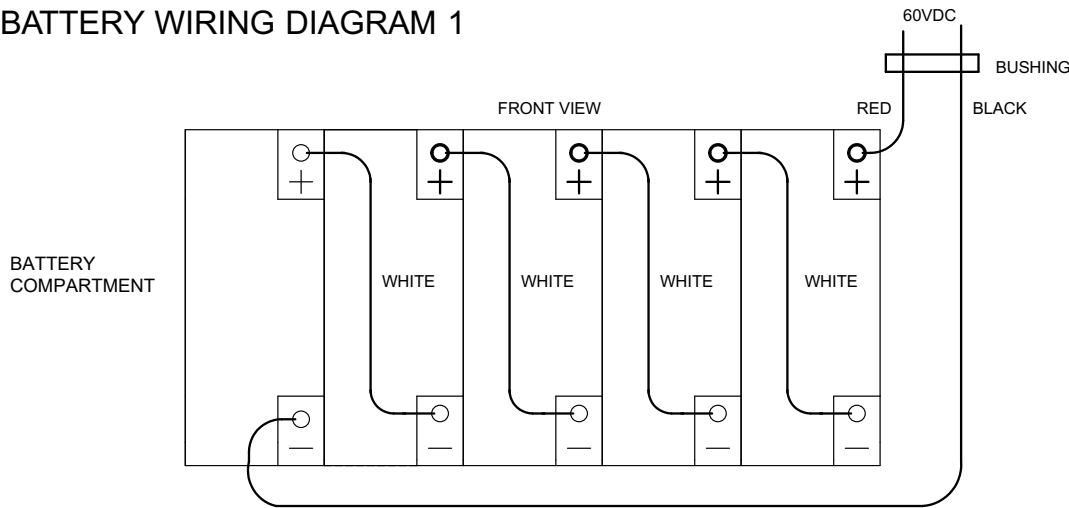 BATTERY WIRING DIAGRAM 1
60VDC
BUSHING
FRONT VIEW
RED
BLACK
+ + + + +
BATTERY
COMPARTMENT
WHITE WHITE WHITE WHITE
— — — — —